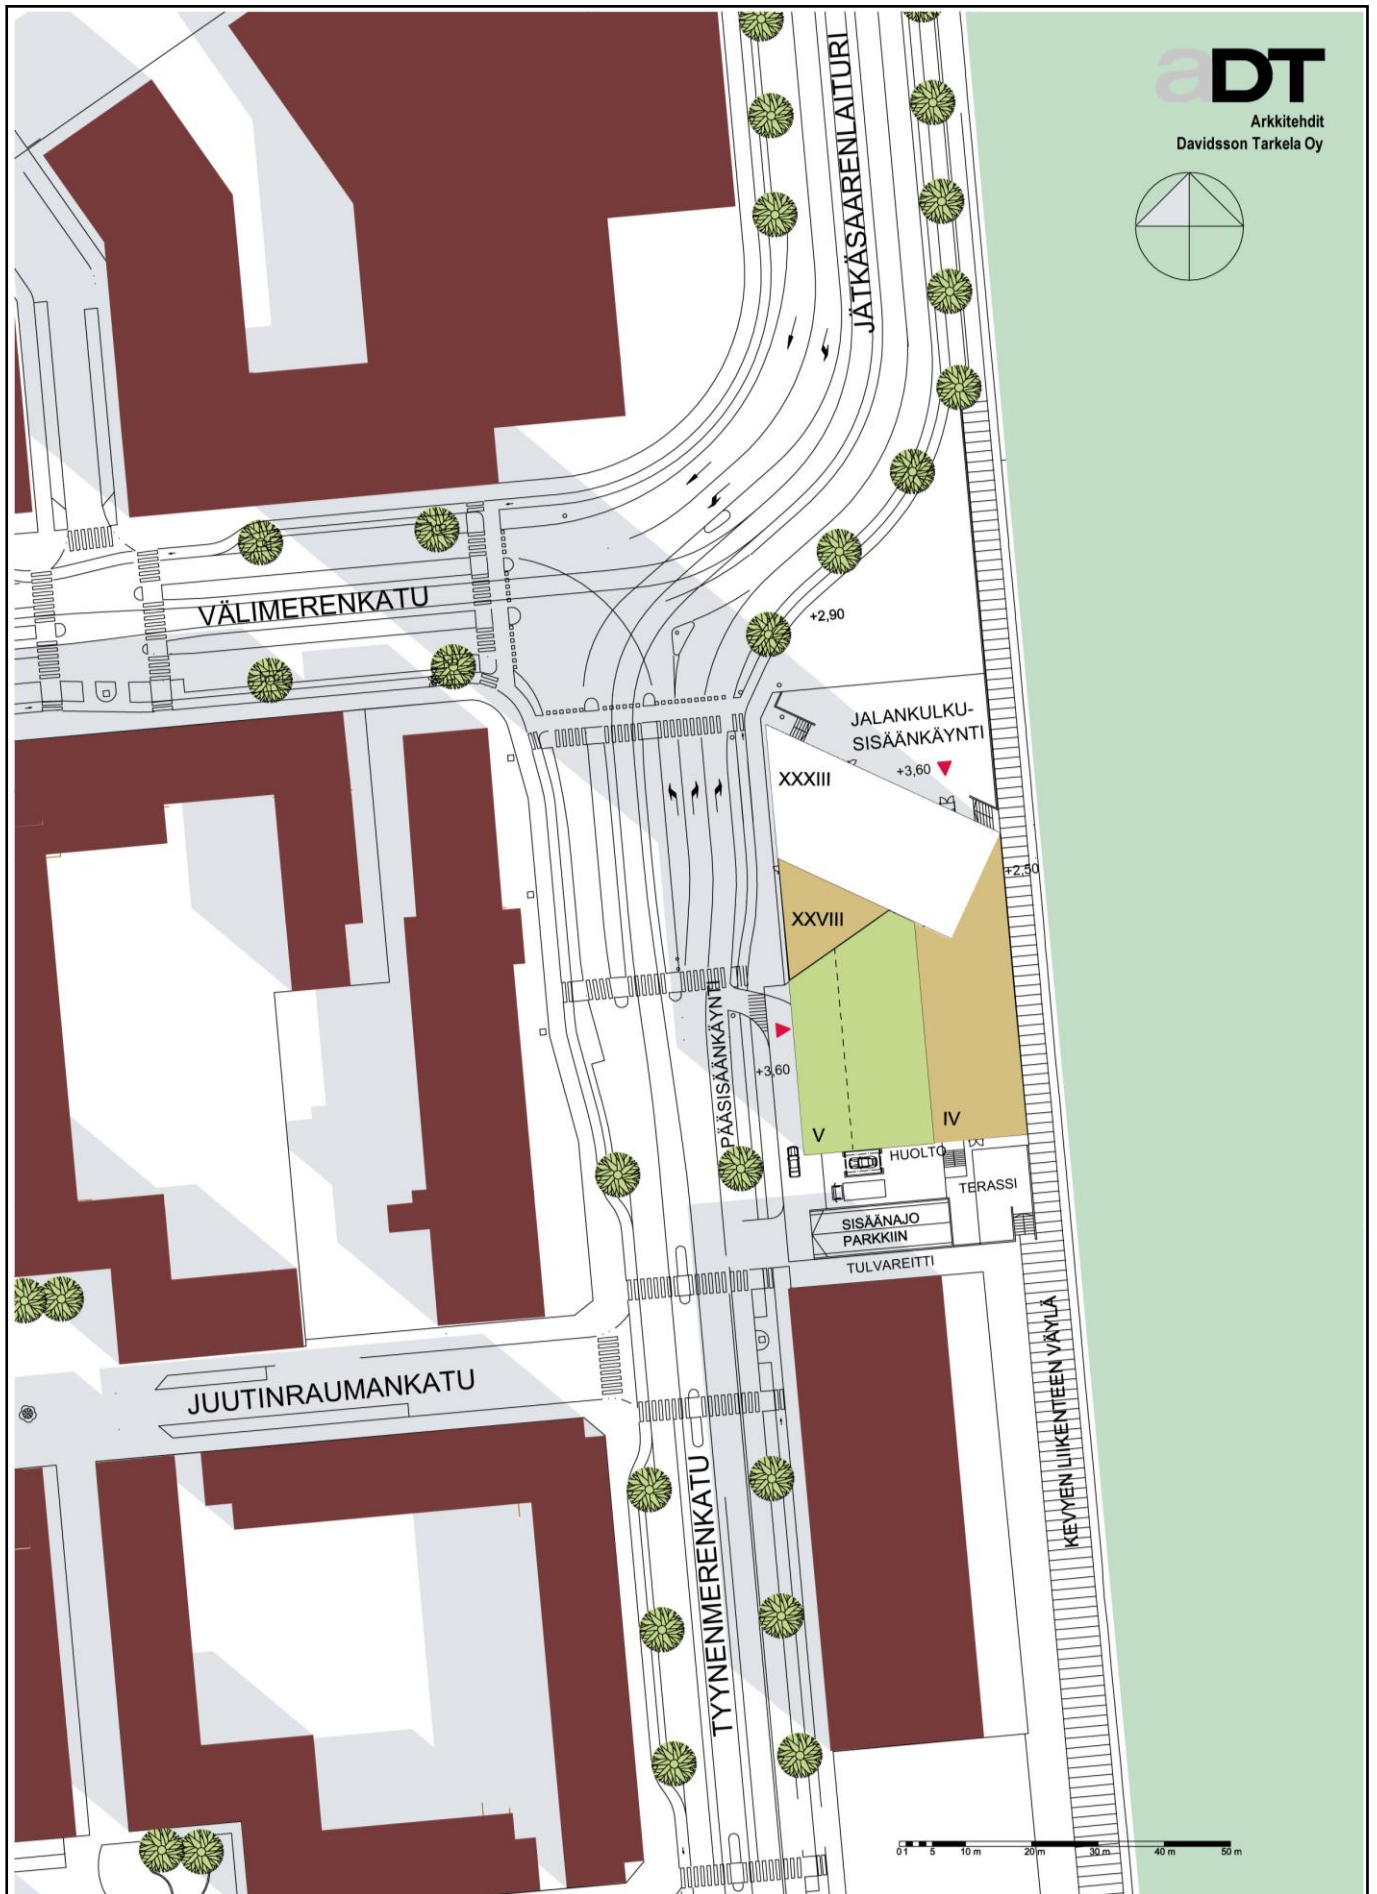 aDT
Arkkitehdit
Davidsson Tarkela Oy
JÄTKÄSAARENLAITURI
VÄLIMERENKATU
+2,90
JALANKULKU-
SISÄÄNKÄYNTI
+3,60
XXXIII
+2,50
XXVIII
PÄÄSISÄÄNKÄYNTI
+3,60
V
IV
HUOLTO
TERASSI
SISÄÄNAJO
PARKKIIN
TULVAREITTI
JUUTINRAUMANKATU
KEVYEN LIIKENTEEN VÄYLÄ
TYYNENMERENKATU
0 1 5 10 m 20 m 30 m 40 m 50 m